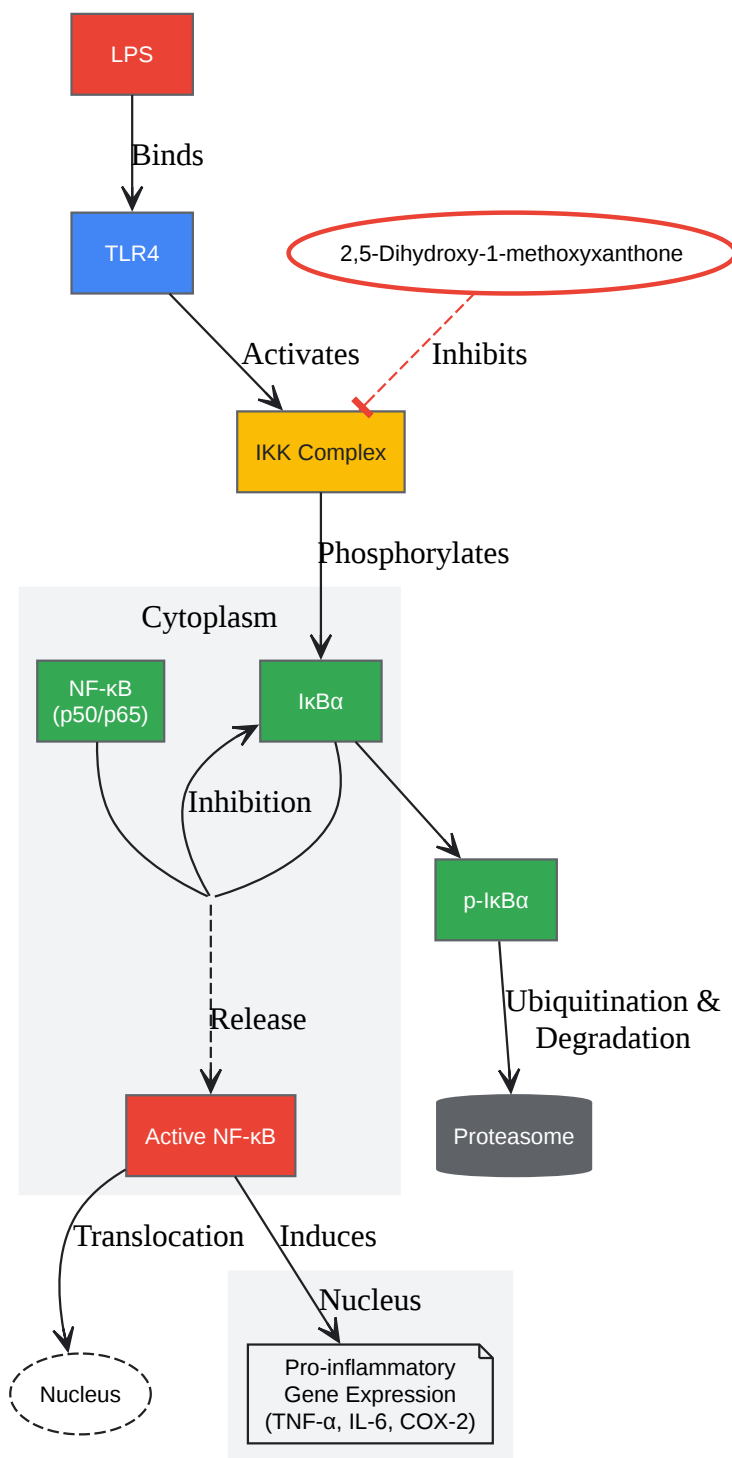 LPS
Binds
TLR4
2,5-Dihydroxy-1-methoxyxanthone
Activates
Inhibits
IKK Complex
Phosphorylates
Cytoplasm
NF-κB
(p50/p65)
IκBα
Inhibition
p-IκBα
Release
Ubiquitination &
Degradation
Active NF-κB
Proteasome
Translocation
Induces
Nucleus
Nucleus
Pro-inflammatory
Gene Expression
(TNF-α, IL-6, COX-2)